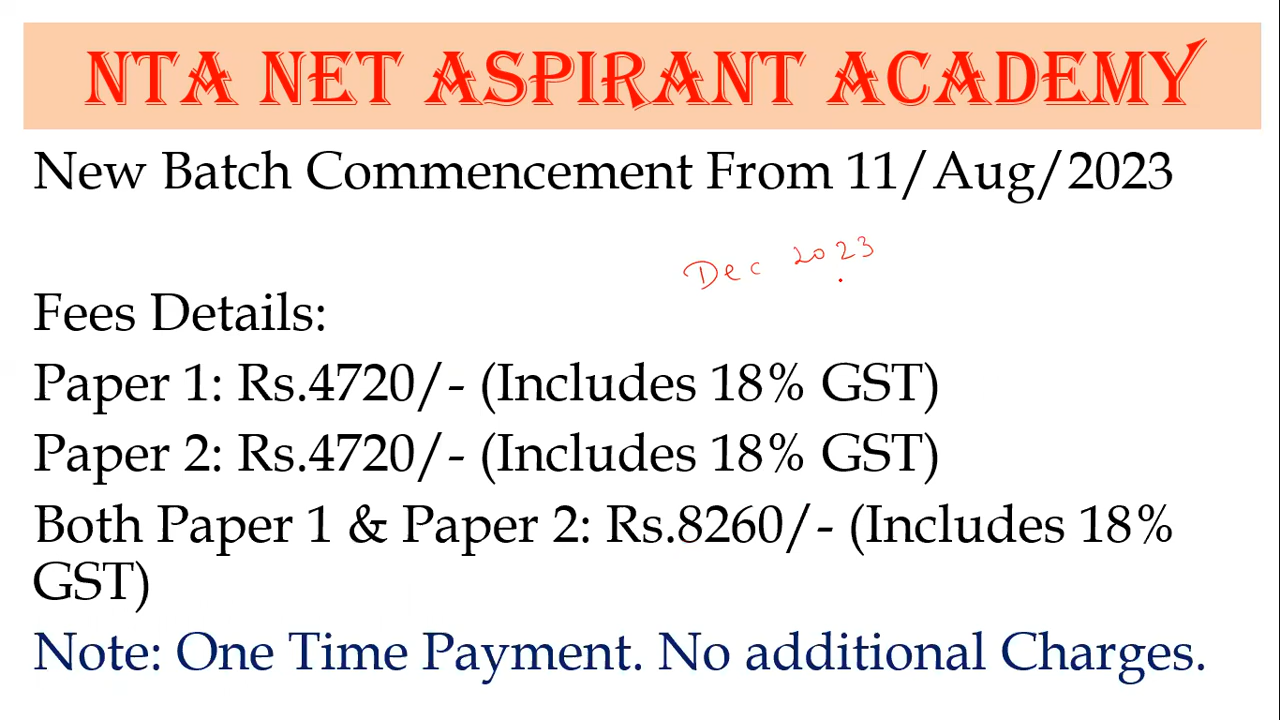 NTA NET ASPIRANT ACADEMY
New Batch Commencement From 11/Aug/2023
Dec 2023
Fees Details:
Paper 1: Rs.4720/- (Includes 18% GST)
Paper 2: Rs.4720/- (Includes 18% GST)
Both Paper 1 & Paper 2: Rs.8260/- (Includes 18%
GST)
Note: One Time Payment. No additional Charges.